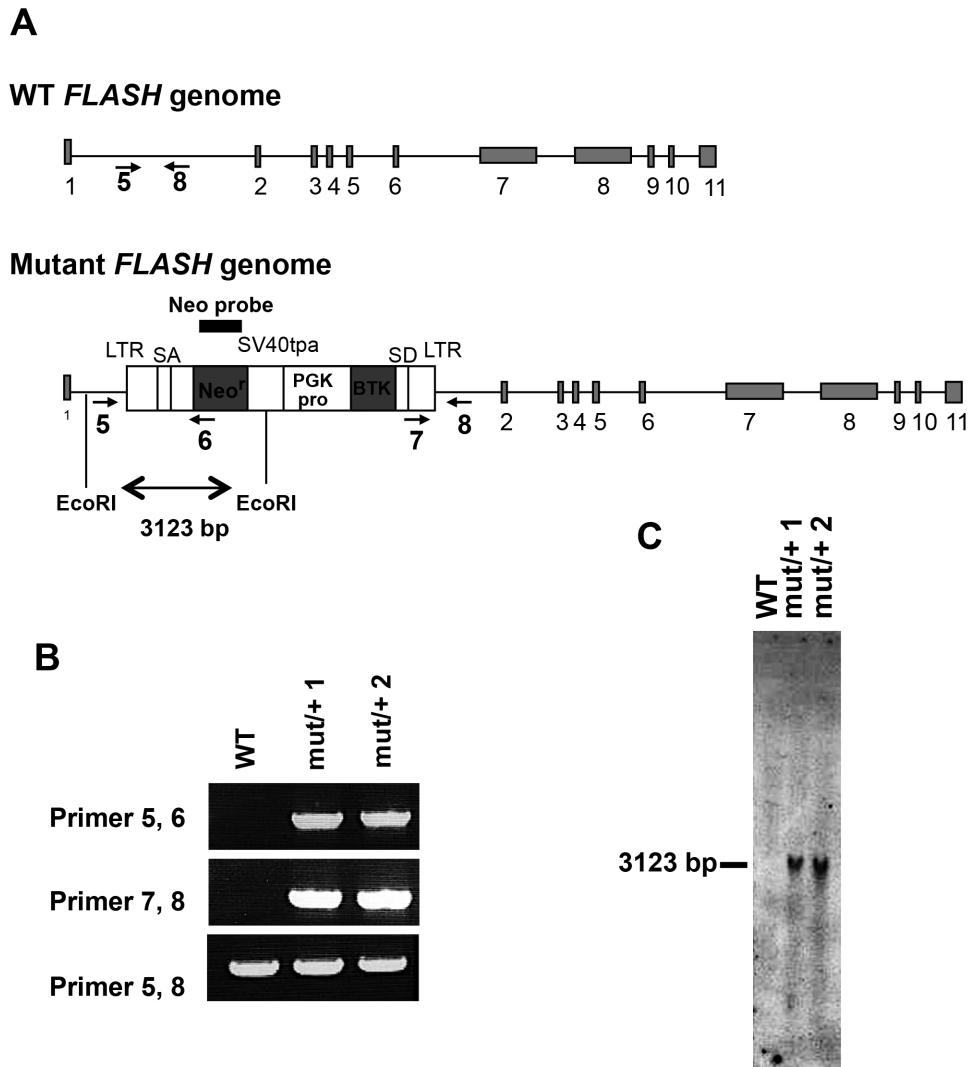 A
WT FLASH genome
5 8
1 2 3 4 5 6 7 8 9 10 11
Mutant FLASH genome
Neo probe
LTR SA SV40tpa SD LTR
Neor PGK pro BTK
5 6 7 8
1 2 3 4 5 6 7 8 9 10 11
EcoRI EcoRI
3123 bp
B
WT mut/+ 1 mut/+ 2
Primer 5, 6
Primer 7, 8
Primer 5, 8
C
WT mut/+ 1 mut/+ 2
3123 bp